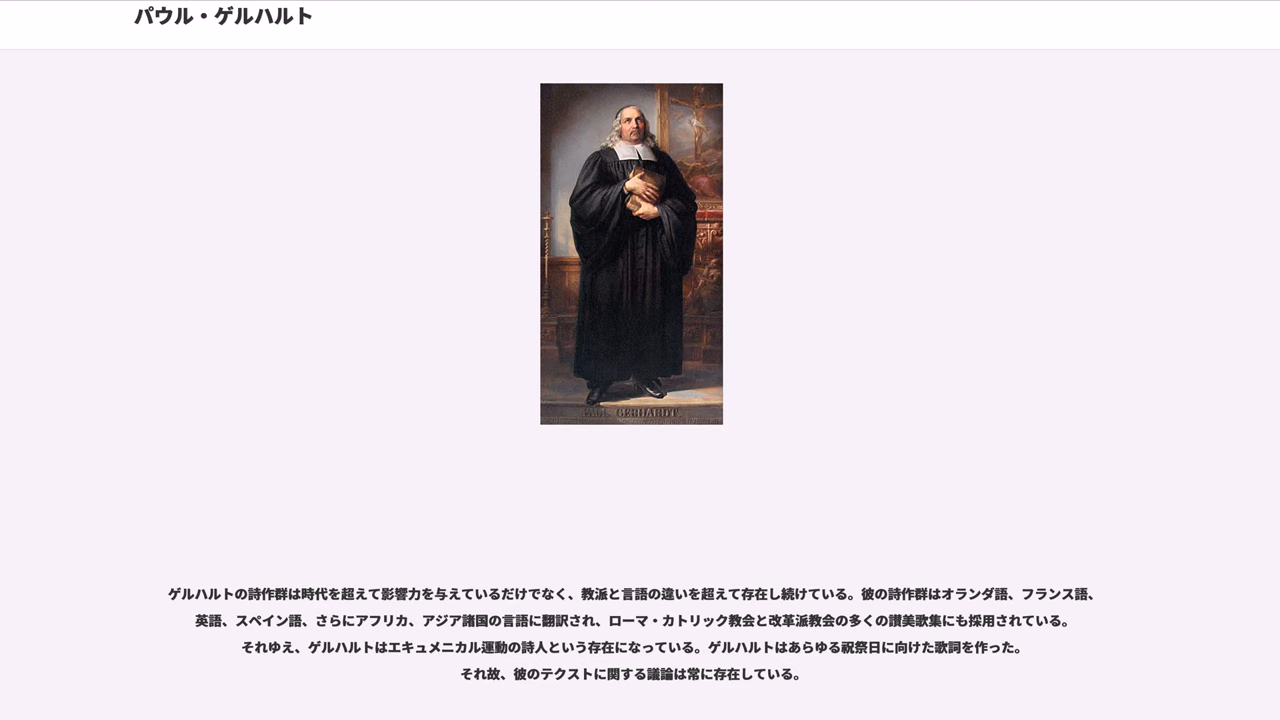 パウル・ゲルハルト
PAUL GERHARDT
ゲルハルトの詩作群は時代を超えて影響力を与えているだけでなく、教派と言語の違いを超えて存在し続けている。彼の詩作群はオランダ語、フランス語、
英語、スペイン語、さらにアフリカ、アジア諸国の言語に翻訳され、ローマ・カトリック教会と改革派教会の多くの讃美歌集にも採用されている。
それゆえ、ゲルハルトはエキュメニカル運動の詩人という存在になっている。ゲルハルトはあらゆる祝祭日に向けた歌詞を作った。
それ故、彼のテクストに関する議論は常に存在している。